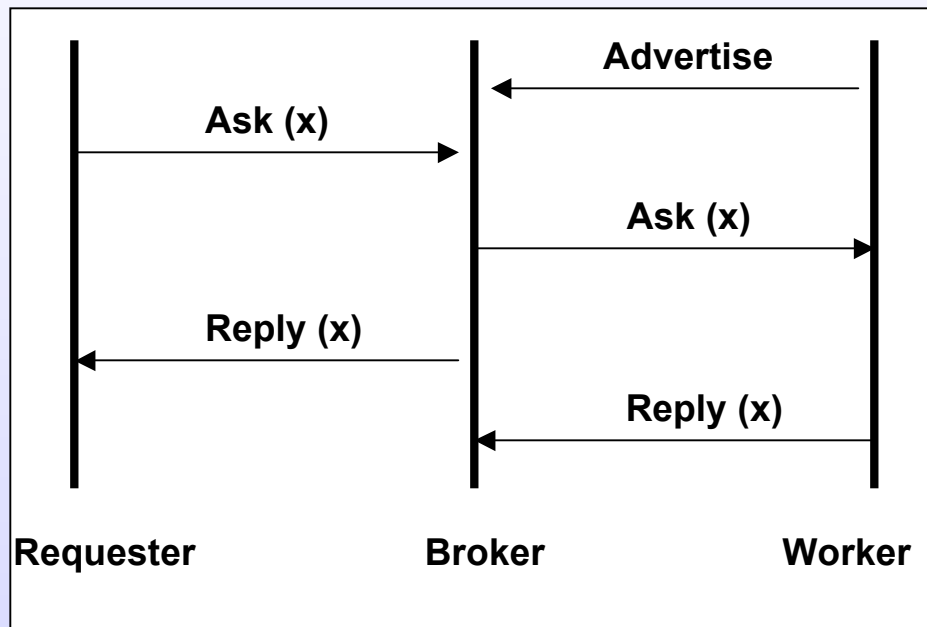 Advertise
Ask (x)
Ask (x)
Reply (x)
Reply (x)
Requester Broker Worker